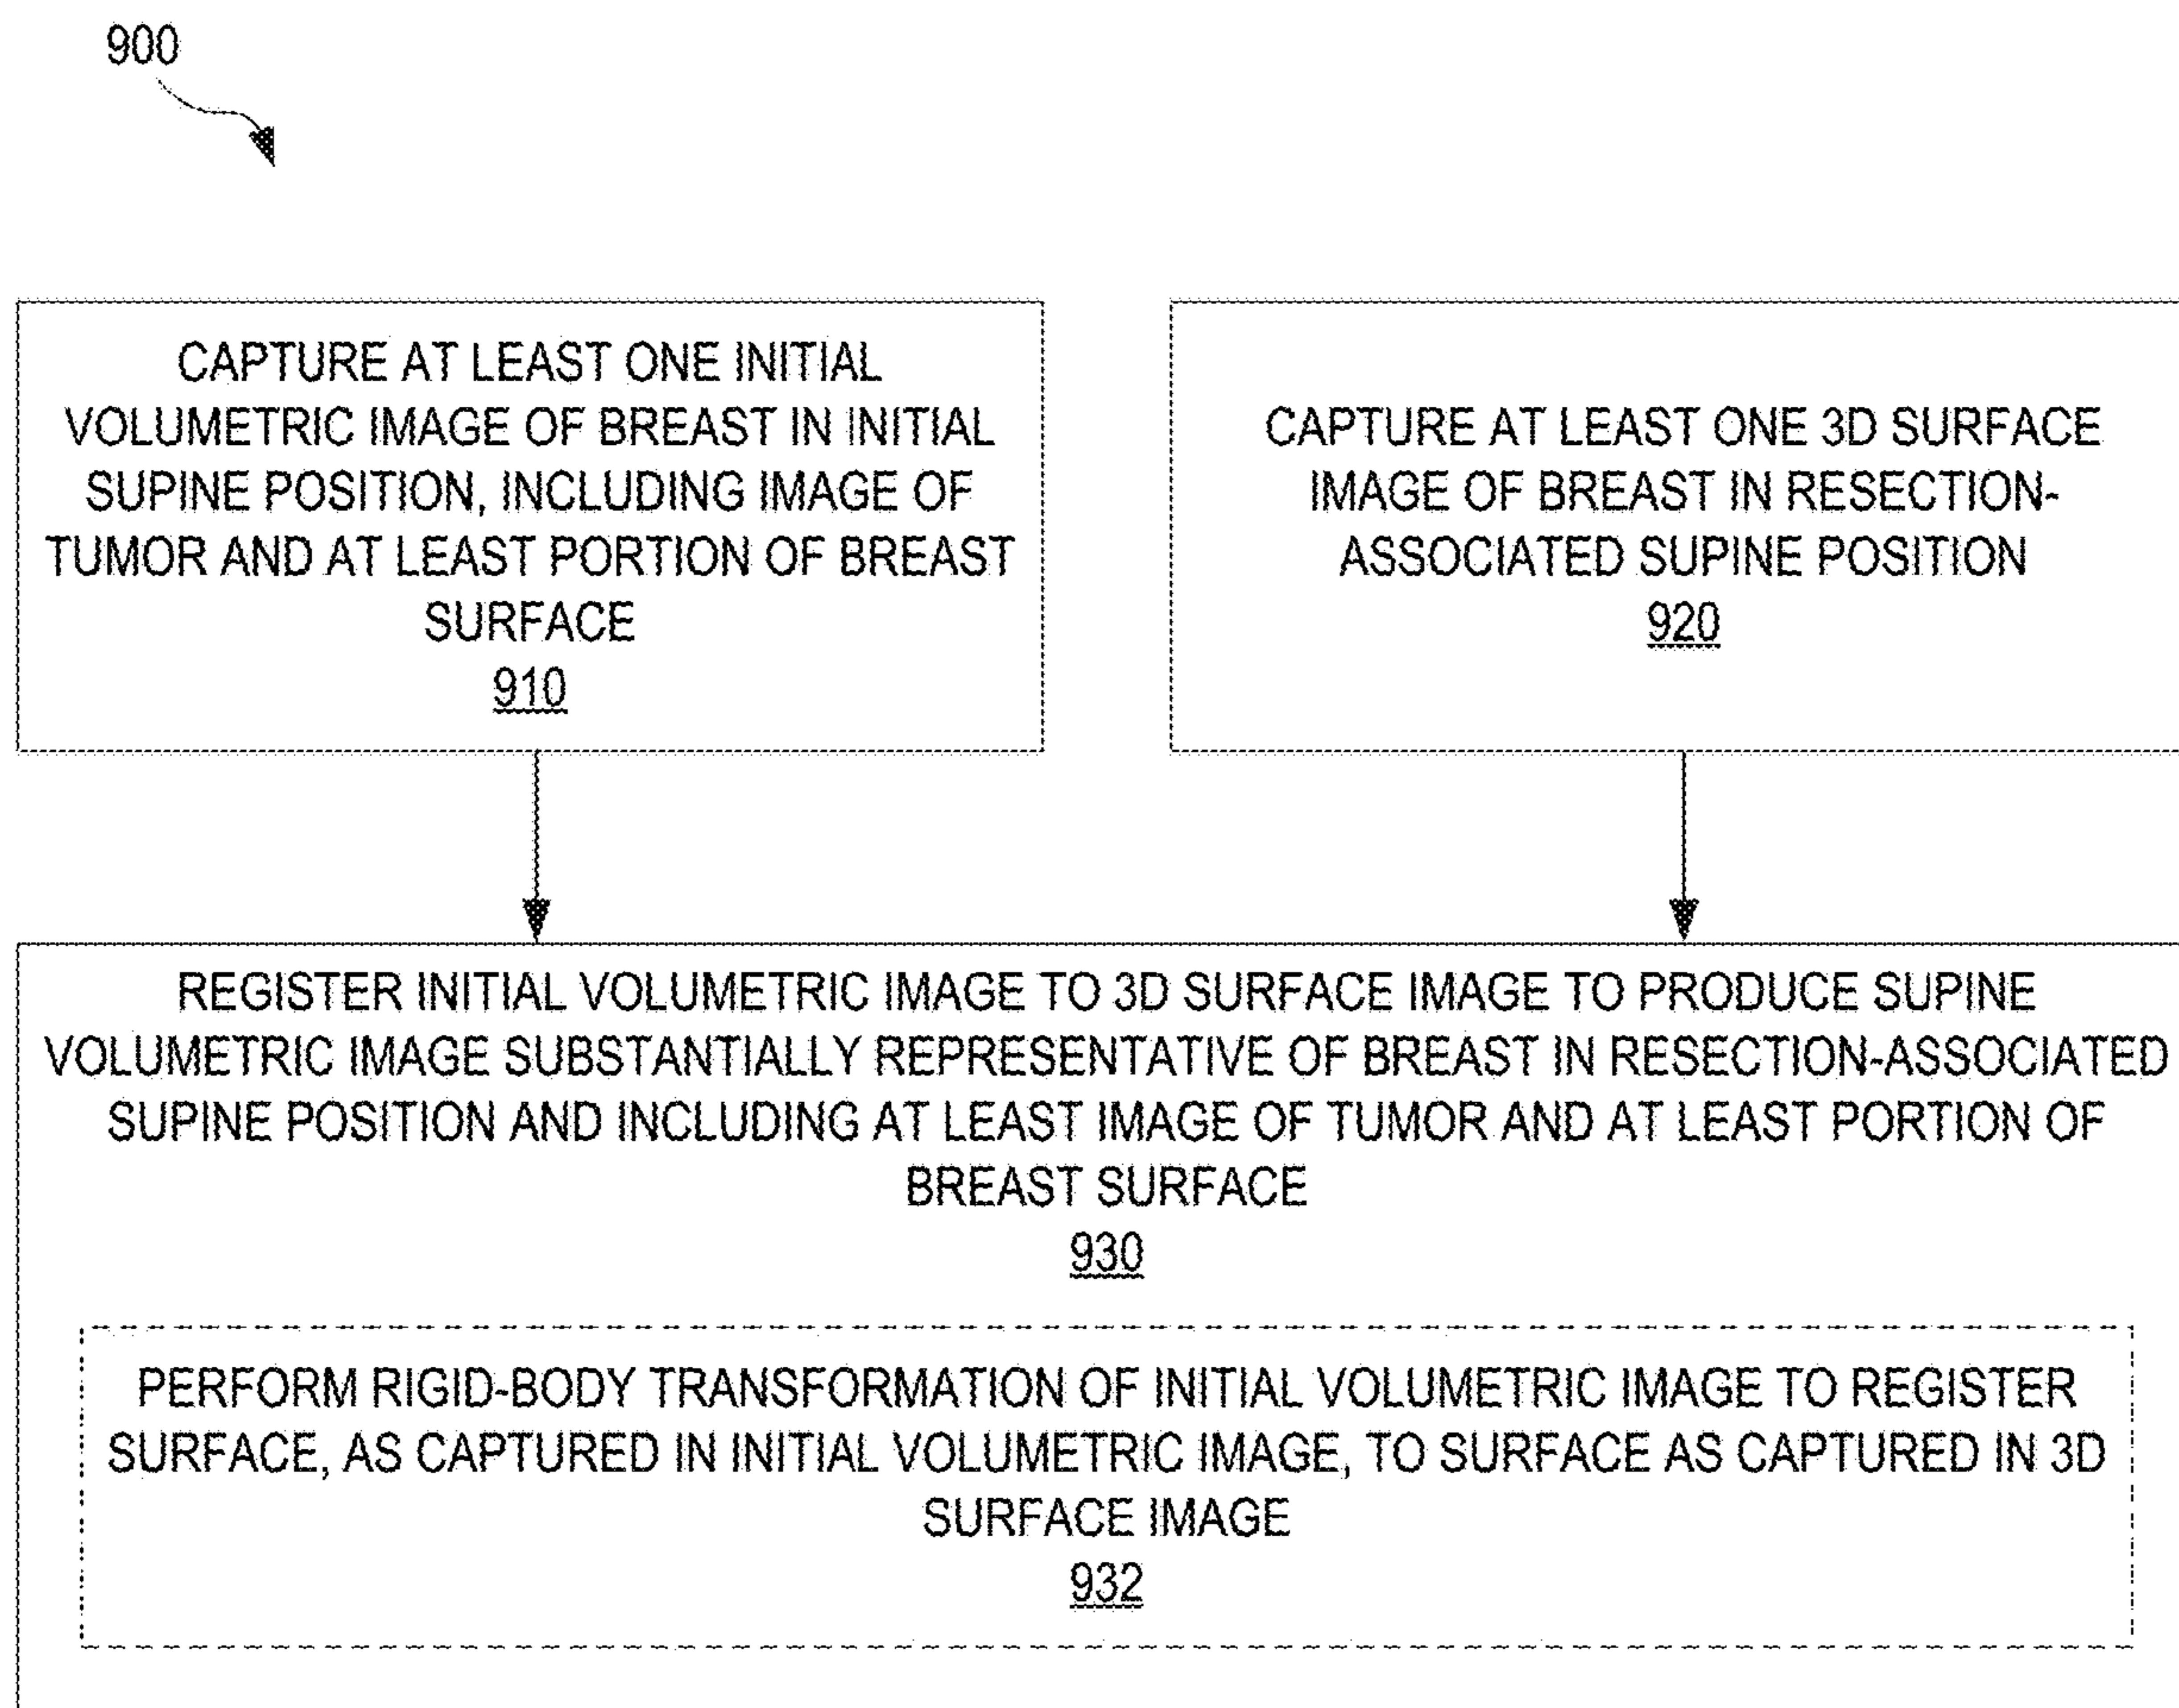 900
CAPTURE AT LEAST ONE INITIAL
VOLUMETRIC IMAGE OF BREAST IN INITIAL
SUPINE POSITION, INCLUDING IMAGE OF
TUMOR AND AT LEAST PORTION OF BREAST
SURFACE
910
CAPTURE AT LEAST ONE 3D SURFACE
IMAGE OF BREAST IN RESECTION-
ASSOCIATED SUPINE POSITION
920
REGISTER INITIAL VOLUMETRIC IMAGE TO 3D SURFACE IMAGE TO PRODUCE SUPINE
VOLUMETRIC IMAGE SUBSTANTIALLY REPRESENTATIVE OF BREAST IN RESECTION-ASSOCIATED
SUPINE POSITION AND INCLUDING AT LEAST IMAGE OF TUMOR AND AT LEAST PORTION OF
BREAST SURFACE
930
PERFORM RIGID-BODY TRANSFORMATION OF INITIAL VOLUMETRIC IMAGE TO REGISTER
SURFACE, AS CAPTURED IN INITIAL VOLUMETRIC IMAGE, TO SURFACE AS CAPTURED IN 3D
SURFACE IMAGE
932